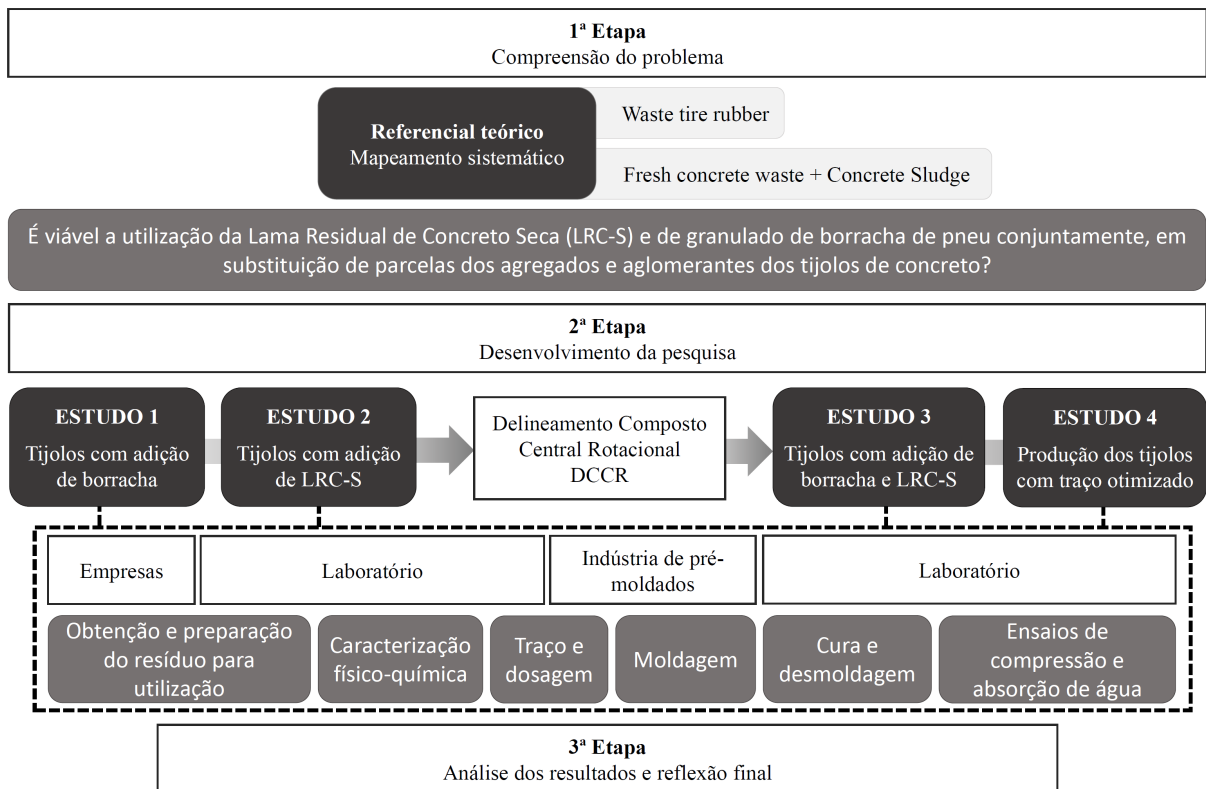 1ª Etapa
Compreensão do problema
Referencial teórico
Mapeamento sistemático
Waste tire rubber
Fresh concrete waste + Concrete Sludge
É viável a utilização da Lama Residual de Concreto Seca (LRC-S) e de granulado de borracha de pneu conjuntamente, em
substituição de parcelas dos agregados e aglomerantes dos tijolos de concreto?
2ª Etapa
Desenvolvimento da pesquisa
ESTUDO 1
Tijolos com adição
de borracha
ESTUDO 2
Tijolos com adição
de LRC-S
Delineamento Composto
Central Rotacional
DCCR
ESTUDO 3
Tijolos com adição de
borracha e LRC-S
ESTUDO 4
Produção dos tijolos
com traço otimizado
Empresas
Laboratório
Indústria de pré-
moldados
Laboratório
Obtenção e preparação
do resíduo para
utilização
Caracterização
físico-química
Traço e
dosagem
Moldagem
Cura e
desmoldagem
Ensaios de
compressão e
absorção de água
3ª Etapa
Análise dos resultados e reflexão final